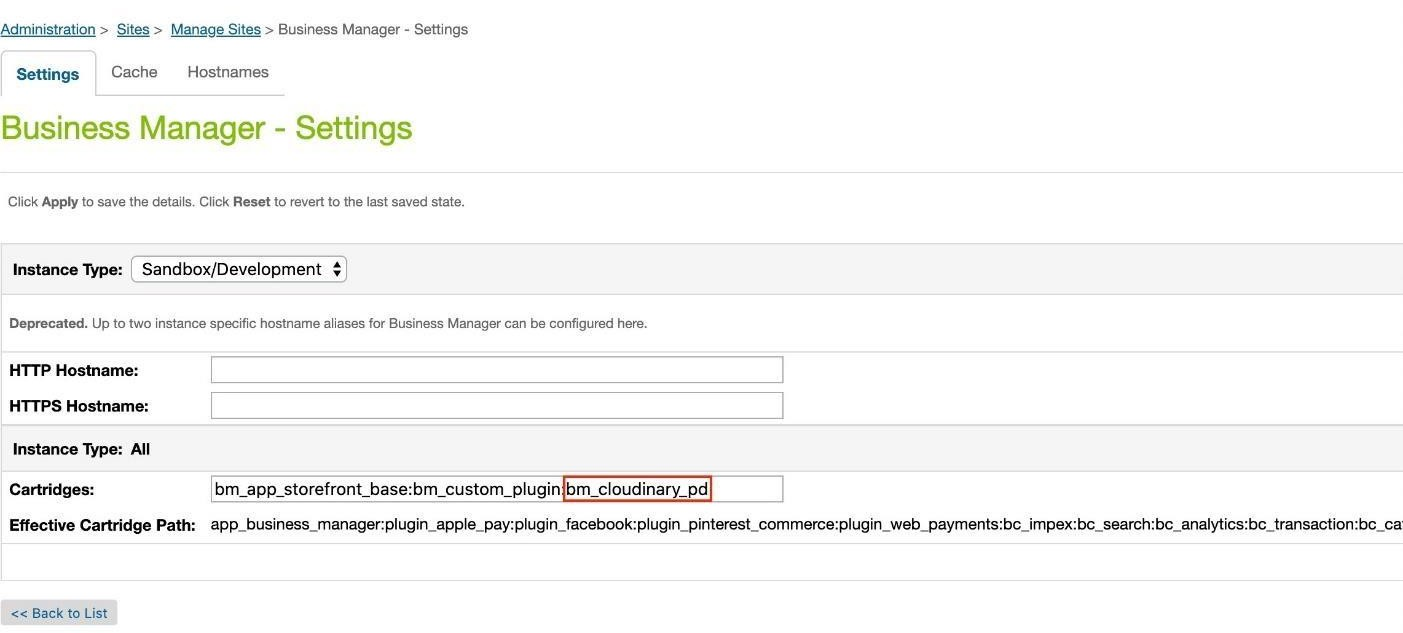 Administration > Sites > Manage Sites > Business Manager - Settings
Settings Cache Hostnames
Business Manager - Settings
Click Apply to save the details. Click Reset to revert to the last saved state.
Instance Type: Sandbox/Development
Deprecated. Up to two instance specific hostname aliases for Business Manager can be configured here.
HTTP Hostname:
HTTPS Hostname:
Instance Type: All
Cartridges: bm_app_storefront_base:bm_custom_plugin:bm_cloudinary_pd
Effective Cartridge Path: app_business_manager:plugin_apple_pay:plugin_facebook:plugin_pinterest_commerce:plugin_web_payments:bc_impex:bc_search:bc_analytics:bc_transaction:bc_ca
<< Back to List